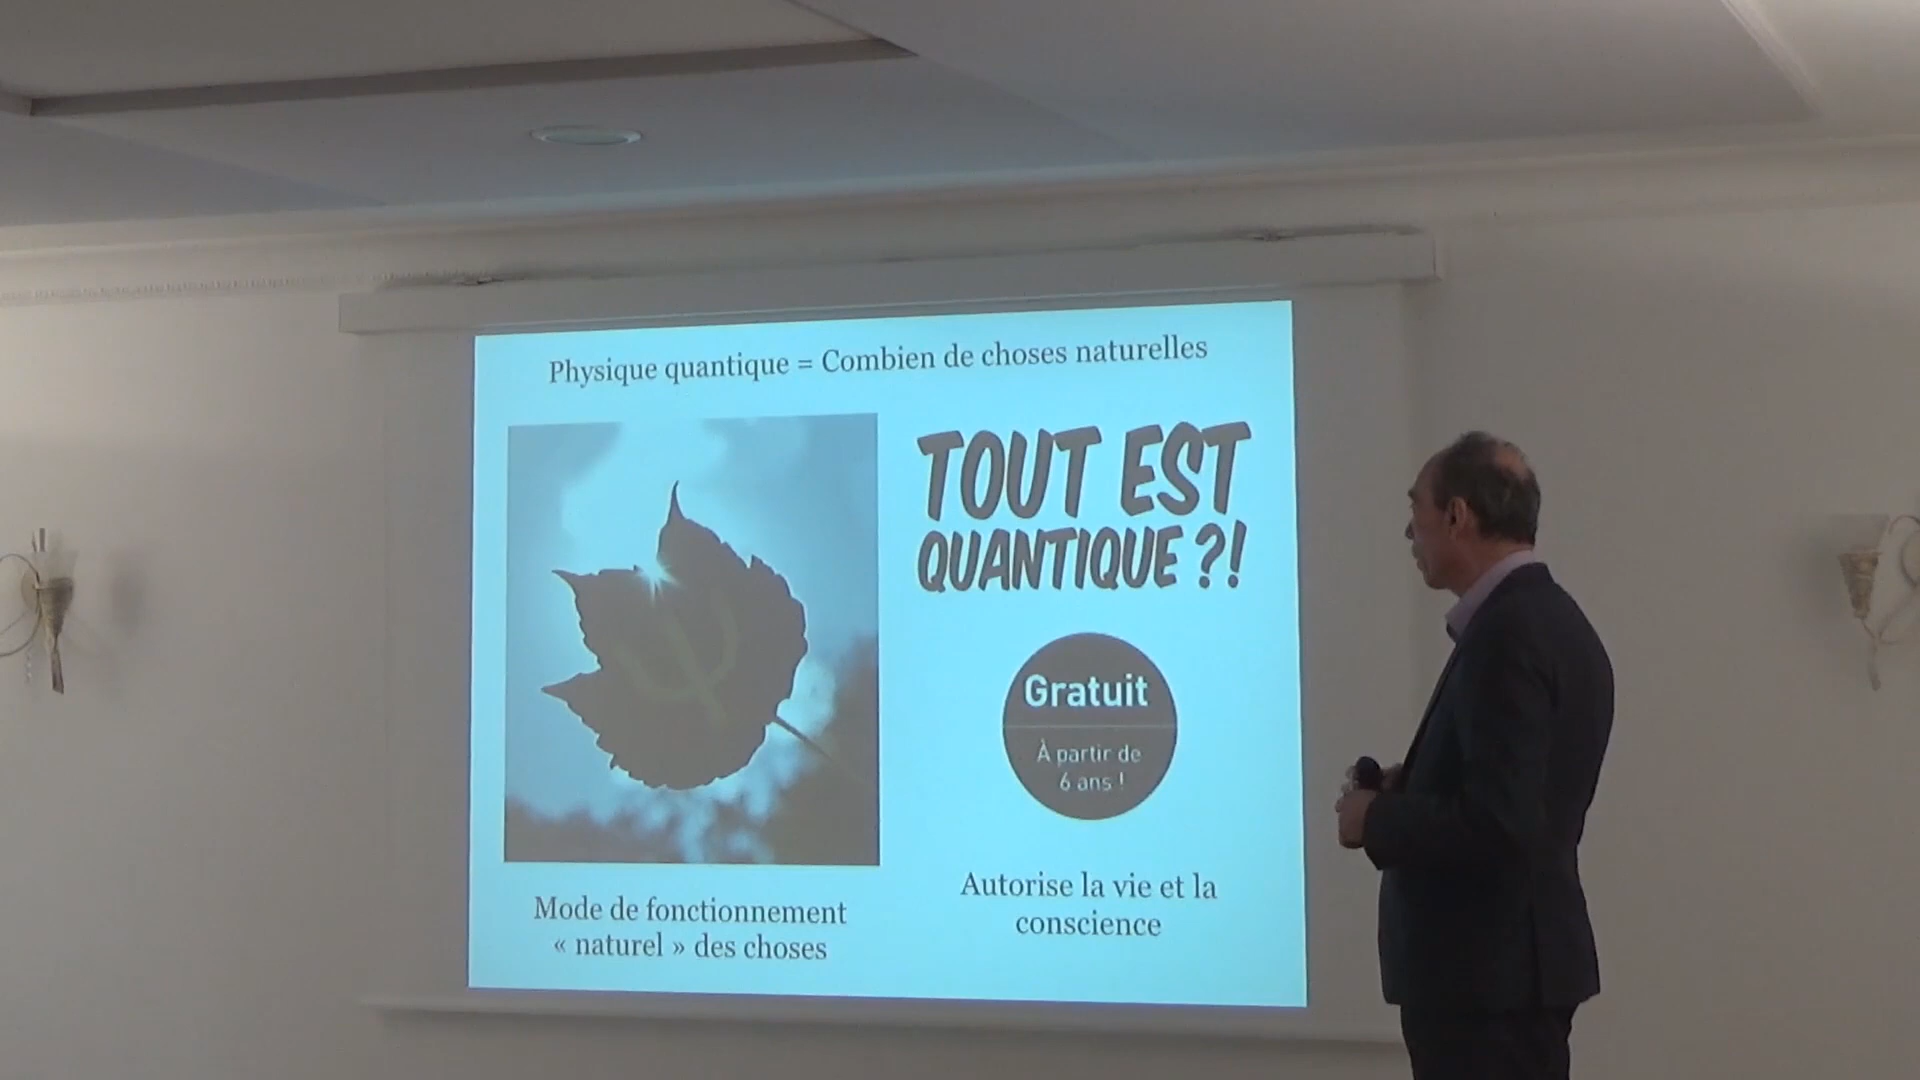 Physique quantique = Combien de choses naturelles
TOUT EST
QUANTIQUE ?!
Gratuit
À partir de
6 ans !
Mode de fonctionnement
« naturel » des choses
Autorise la vie et la
conscience